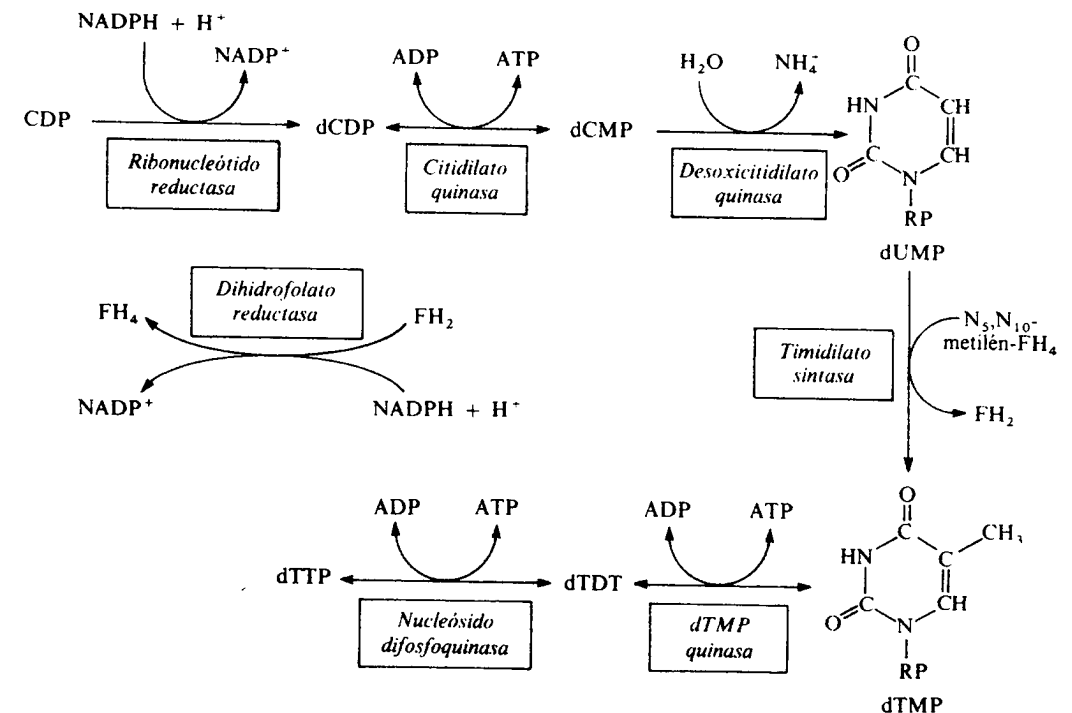 NADPH + H⁺
NADP⁺
ADP
ATP
H₂O
NH₄⁻
CDP
dCDP
dCMP
Ribonucleótido
reductasa
Citidilato
quinasa
Desoxicitidilato
quinasa
O
HN
C
CH
O
C
N
CH
RP
dUMP
Dihidrofolato
reductasa
FH₄
FH₂
NADP⁺
NADPH + H⁺
Timidilato
sintasa
N₅,N₁₀-
metilén-FH₄
FH₂
ADP
ATP
ADP
ATP
dTTP
dTDT
Nucleósido
difosfoquinasa
dTMP
quinasa
O
HN
C
C
CH₃
O
C
N
CH
RP
dTMP